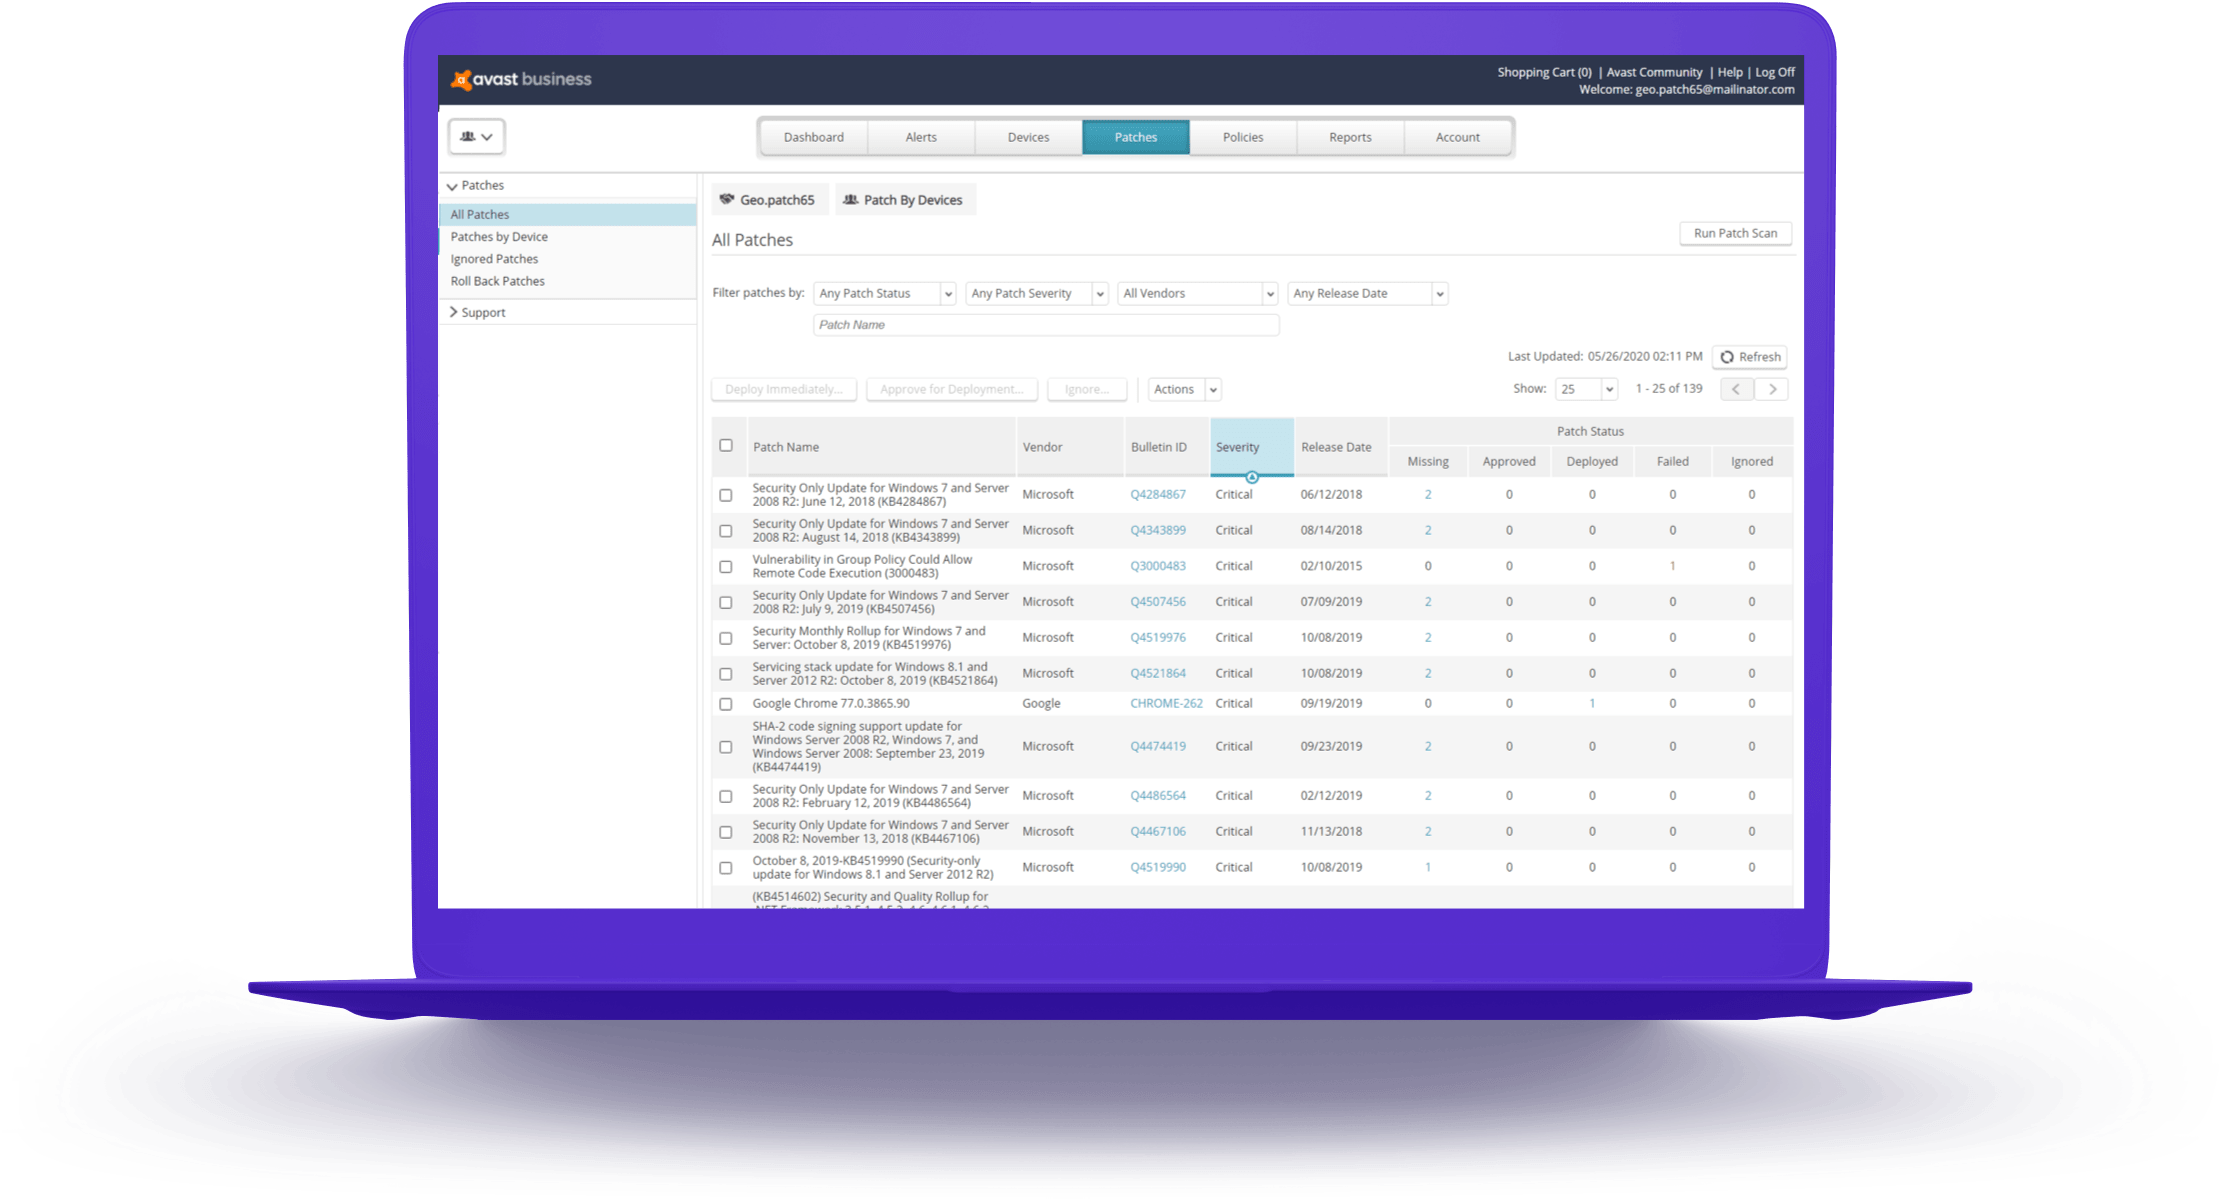 avast business
Shopping Cart (0) | Avast Community | Help | Log Off
Welcome: geo.patch65@mailinator.com
Dashboard Alerts Devices Patches Policies Reports Account
Patches
All Patches
Patches by Device
Ignored Patches
Roll Back Patches
Support
Geo.patch65 Patch By Devices
All Patches
Run Patch Scan
Filter patches by: Any Patch Status Any Patch Severity All Vendors Any Release Date
Patch Name
Last Updated: 05/26/2020 02:11 PM Refresh
Deploy Immediately... Approve for Deployment... Ignore... Actions Show: 25 1 - 25 of 139
Patch Status
Patch Name Vendor Bulletin ID Severity Release Date
Missing Approved Deployed Failed Ignored
Security Only Update for Windows 7 and Server
2008 R2: June 12, 2018 (KB4284867)
Microsoft Q4284867 Critical 06/12/2018 2 0 0 0 0
Security Only Update for Windows 7 and Server
2008 R2: August 14, 2018 (KB4343899)
Microsoft Q4343899 Critical 08/14/2018 2 0 0 0 0
Vulnerability in Group Policy Could Allow
Remote Code Execution (3000483)
Microsoft Q3000483 Critical 02/10/2015 0 0 0 1 0
Security Only Update for Windows 7 and Server
2008 R2: July 9, 2019 (KB4507456)
Microsoft Q4507456 Critical 07/09/2019 2 0 0 0 0
Security Monthly Rollup for Windows 7 and
Server: October 8, 2019 (KB4519976)
Microsoft Q4519976 Critical 10/08/2019 2 0 0 0 0
Servicing stack update for Windows 8.1 and
Server 2012 R2: October 8, 2019 (KB4521864)
Microsoft Q4521864 Critical 10/08/2019 2 0 0 0 0
Google Chrome 77.0.3865.90 Google CHROME-262 Critical 09/19/2019 0 0 1 0 0
SHA-2 code signing support update for
Windows Server 2008 R2, Windows 7, and
Windows Server 2008: September 23, 2019
(KB4474419)
Microsoft Q4474419 Critical 09/23/2019 2 0 0 0 0
Security Only Update for Windows 7 and Server
2008 R2: February 12, 2019 (KB4486564)
Microsoft Q4486564 Critical 02/12/2019 2 0 0 0 0
Security Only Update for Windows 7 and Server
2008 R2: November 13, 2018 (KB4467106)
Microsoft Q4467106 Critical 11/13/2018 2 0 0 0 0
October 8, 2019-KB4519990 (Security-only
update for Windows 8.1 and Server 2012 R2)
Microsoft Q4519990 Critical 10/08/2019 1 0 0 0 0
(KB4514602) Security and Quality Rollup for